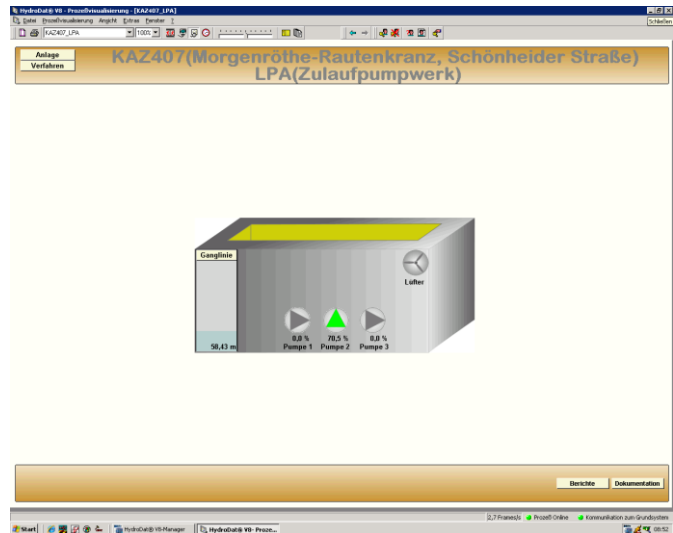 HydroDat® V8 - Prozeßvisualisierung - [KAZ407_LPA]
Datei Prozeßvisualisierung Ansicht Extras Fenster ?
Schließen
KAZ407_LPA
100%
Anlage
Verfahren
KAZ407(Morgenröthe-Rautenkranz, Schönheider Straße)
LPA(Zulaufpumpwerk)
Ganglinie
Lüfter
0,0 % 70,5 % 0,0 %
58,43 m Pumpe 1 Pumpe 2 Pumpe 3
Berichte Dokumentation
2,7 Frames/s Prozeß Online Kommunikation zum Grundsystem
Start HydroDat® V8-Manager HydroDat® V8- Proze... 08:52